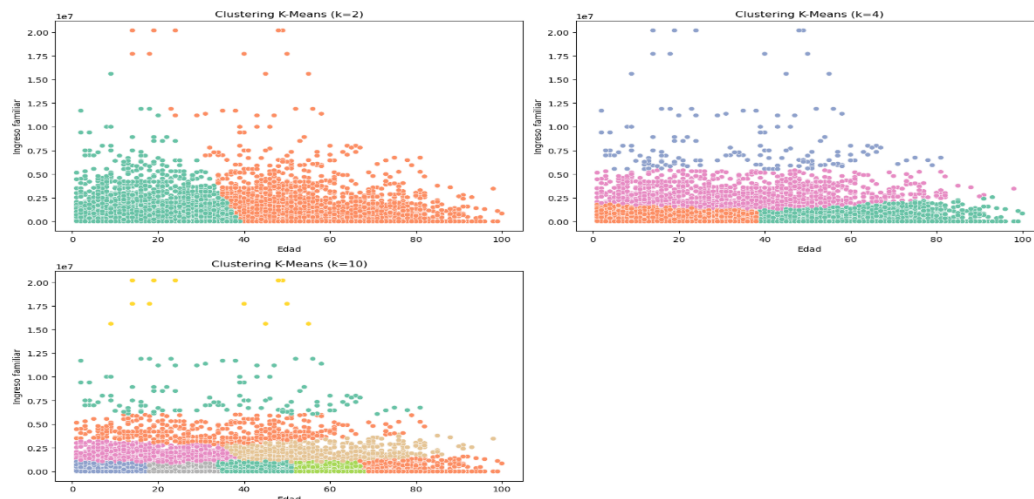 Clustering K-Means (k=2)
1e7
2.00
1.75
1.50
1.25
1.00
0.75
0.50
0.25
0.00
Ingreso familiar
0 20 40 60 80 100
Edad
Clustering K-Means (k=4)
1e7
2.00
1.75
1.50
1.25
1.00
0.75
0.50
0.25
0.00
Ingreso familiar
0 20 40 60 80 100
Edad
Clustering K-Means (k=10)
1e7
2.00
1.75
1.50
1.25
1.00
0.75
0.50
0.25
0.00
Ingreso familiar
0 20 40 60 80 100
Edad